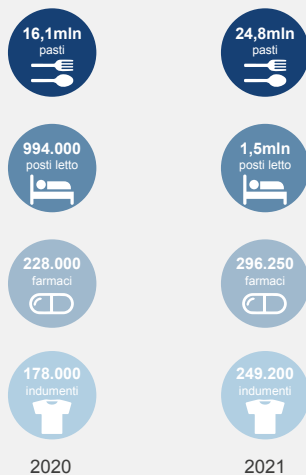 16,1mln
pasti
24,8mln
pasti
994.000
posti letto
1,5mln
posti letto
228.000
farmaci
296.250
farmaci
178.000
indumenti
249.200
indumenti
2020
2021